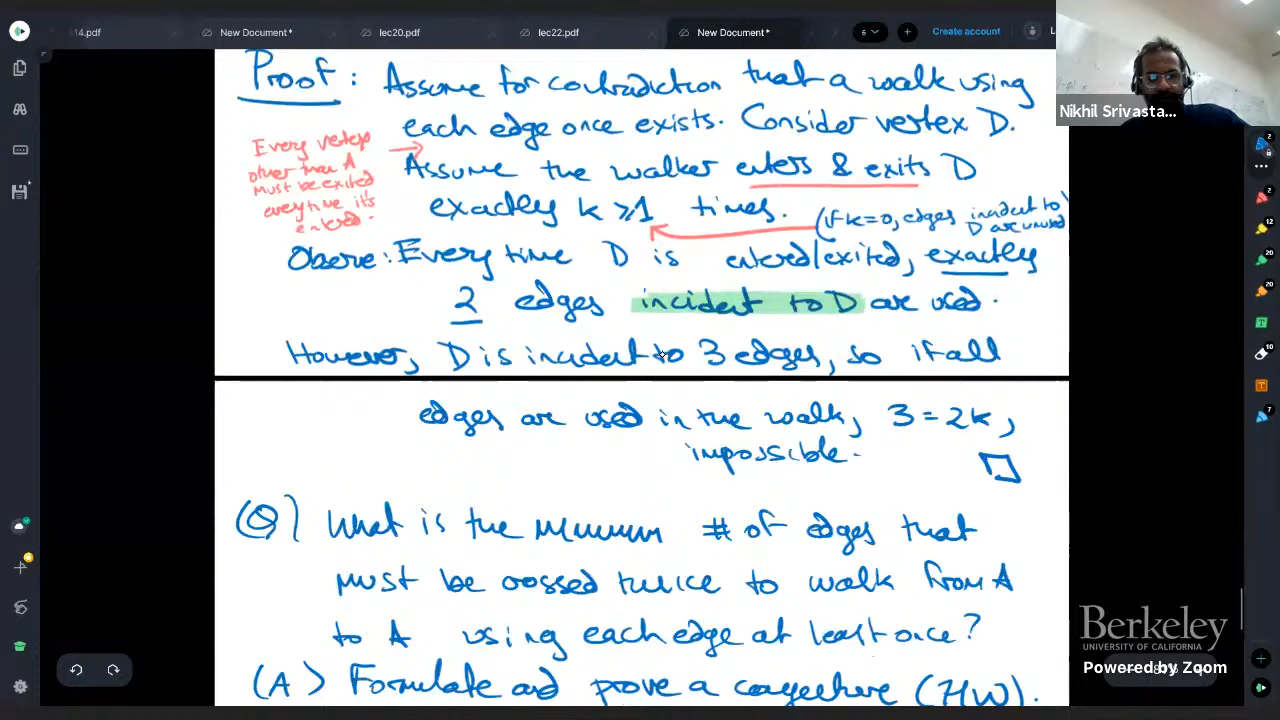 14.pdf
New Document*
lec20.pdf
lec22.pdf
New Document*
6
Create account
Nikhil Srivasta...
Proof: Assume for contradiction that a walk using
each edge once exists. Consider vertex D.
Every vertex
other than A
must be exited
everytime it's
entered.
Assume the walker enters & exits D
exactly k ≥ 1 times.
(if k=0, edges incident to
D are unused
Observe: Every time D is entered/exited, exactly
2 edges incident to D are used.
However, D is incident to 3 edges, so if all
edges are used in the walk, 3 = 2k,
impossible.
(Q) What is the minimum # of edges that
must be crossed twice to walk from A
to A using each edge at least once?
(A) Formulate and prove a conjecture (HW).
Berkeley
UNIVERSITY OF CALIFORNIA
Powered by Zoom